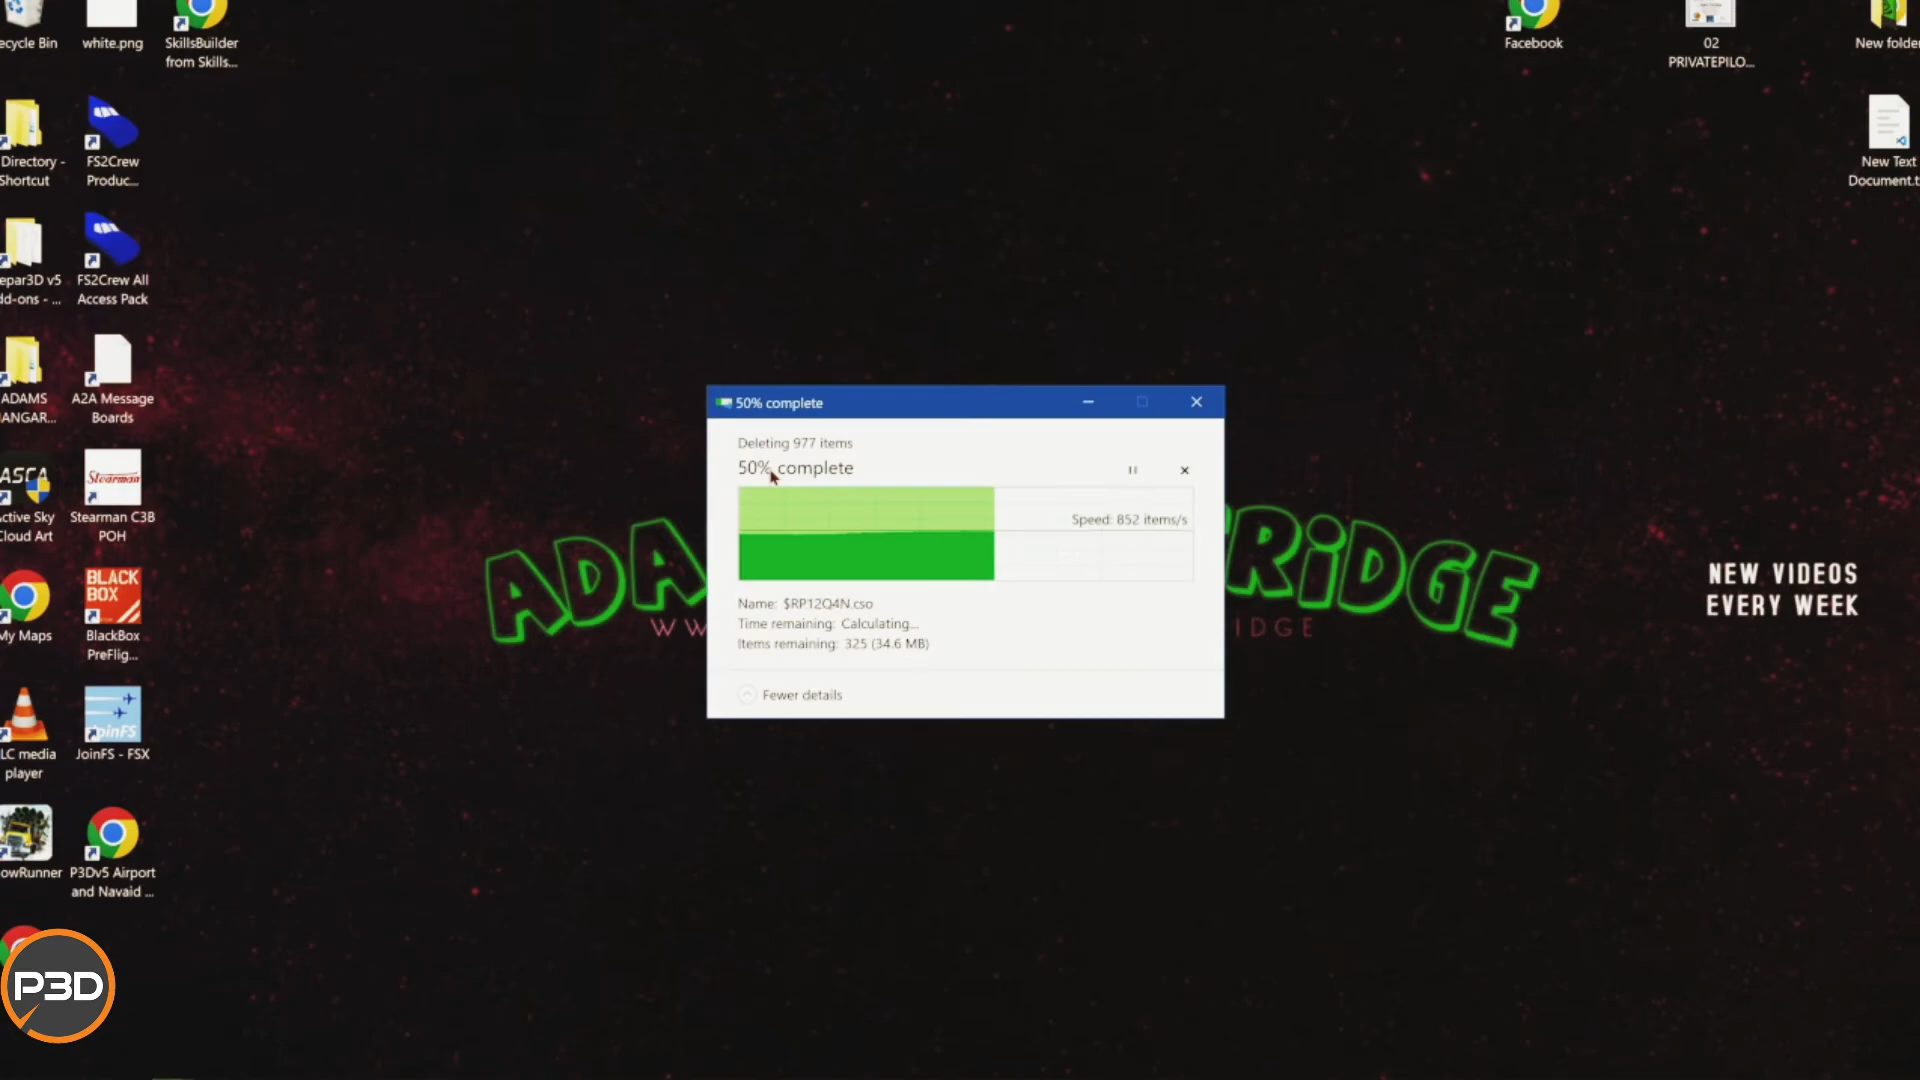 ecycle Bin
white.png
SkillsBuilder
from Skills...
Facebook
02
PRIVATEPILO...
New folde
Directory -
Shortcut
FS2Crew
Produc...
New Text
Document.t
epar3D v5
dd-ons - ...
FS2Crew All
Access Pack
ADAMS
ANGAR...
A2A Message
Boards
50% complete
Deleting 977 items
50% complete
Speed: 852 items/s
Name: $RP12Q4N.cso
Time remaining: Calculating...
Items remaining: 325 (34.6 MB)
Fewer details
ASCA
ctive Sky
Cloud Art
Stearman
Stearman C3B
POH
ADA
RiDGE
WW
IDGE
NEW VIDEOS
EVERY WEEK
My Maps
BLACK
BOX
BlackBox
PreFlig...
LC media
player
JoinFS
JoinFS - FSX
owRunner
P3Dv5 Airport
and Navaid ...
P3D